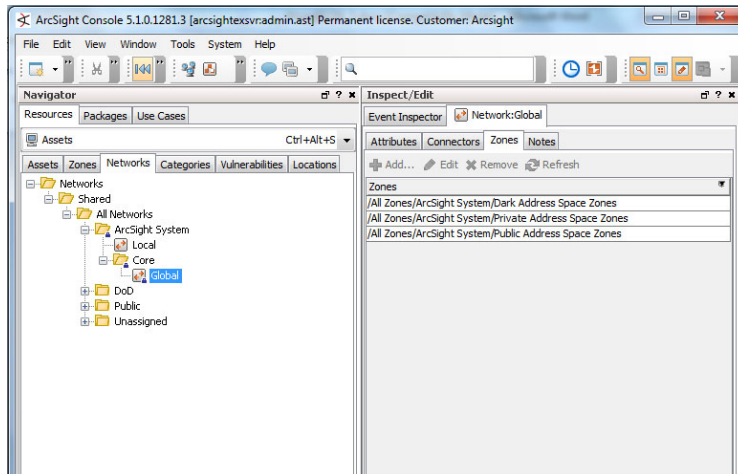 ArcSight Console 5.1.0.1281.3 [arcsightexsvr:admin.ast] Permanent license. Customer: Arcsight
File Edit View Window Tools System Help
Navigator
Resources Packages Use Cases
Assets Ctrl+Alt+S
Assets Zones Networks Categories Vulnerabilities Locations
Networks
Shared
All Networks
ArcSight System
Local
Core
Global
DoD
Public
Unassigned
Inspect/Edit
Event Inspector Network:Global
Attributes Connectors Zones Notes
Add... Edit Remove Refresh
Zones
/All Zones/ArcSight System/Dark Address Space Zones
/All Zones/ArcSight System/Private Address Space Zones
/All Zones/ArcSight System/Public Address Space Zones